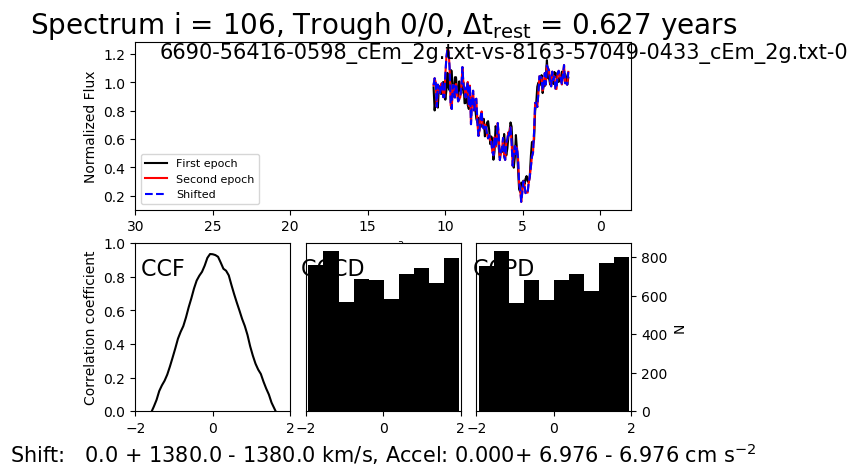 Spectrum i = 106, Trough 0/0, Δt_rest = 0.627 years
6690-56416-0598_cEm_2g.txt-vs-8163-57049-0433_cEm_2g.txt-0
Normalized Flux
1.2
1.0
0.8
0.6
0.4
0.2
First epoch
Second epoch
Shifted
30 25 20 15 10 5 0
Correlation coefficient
1.0
0.8
0.6
0.4
0.2
0.0
CCF
−2 0 2
−2 0 2
−2 0 2
800
600
400
200
0
N
Shift: 0.0 + 1380.0 - 1380.0 km/s, Accel: 0.000+ 6.976 - 6.976 cm s⁻²